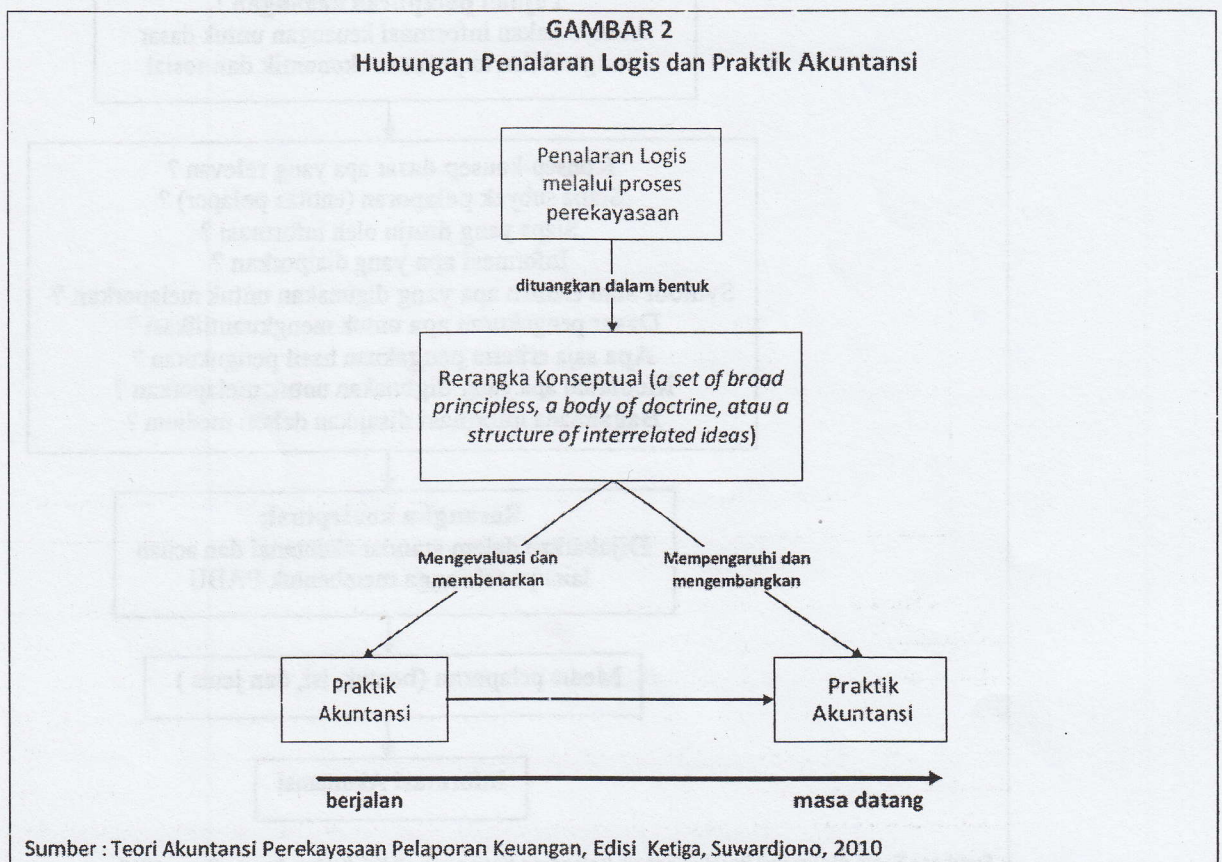 GAMBAR 2
Hubungan Penalaran Logis dan Praktik Akuntansi
Penalaran Logis
melalui proses
perekayasaan
dituangkan dalam bentuk
Rerangka Konseptual (a set of broad
principless, a body of doctrine, atau a
structure of interrelated ideas)
Mengevaluasi dan
membenarkan
Mempengaruhi dan
mengembangkan
Praktik
Akuntansi
Praktik
Akuntansi
berjalan
masa datang
Sumber : Teori Akuntansi Perekayasaan Pelaporan Keuangan, Edisi Ketiga, Suwardjono, 2010